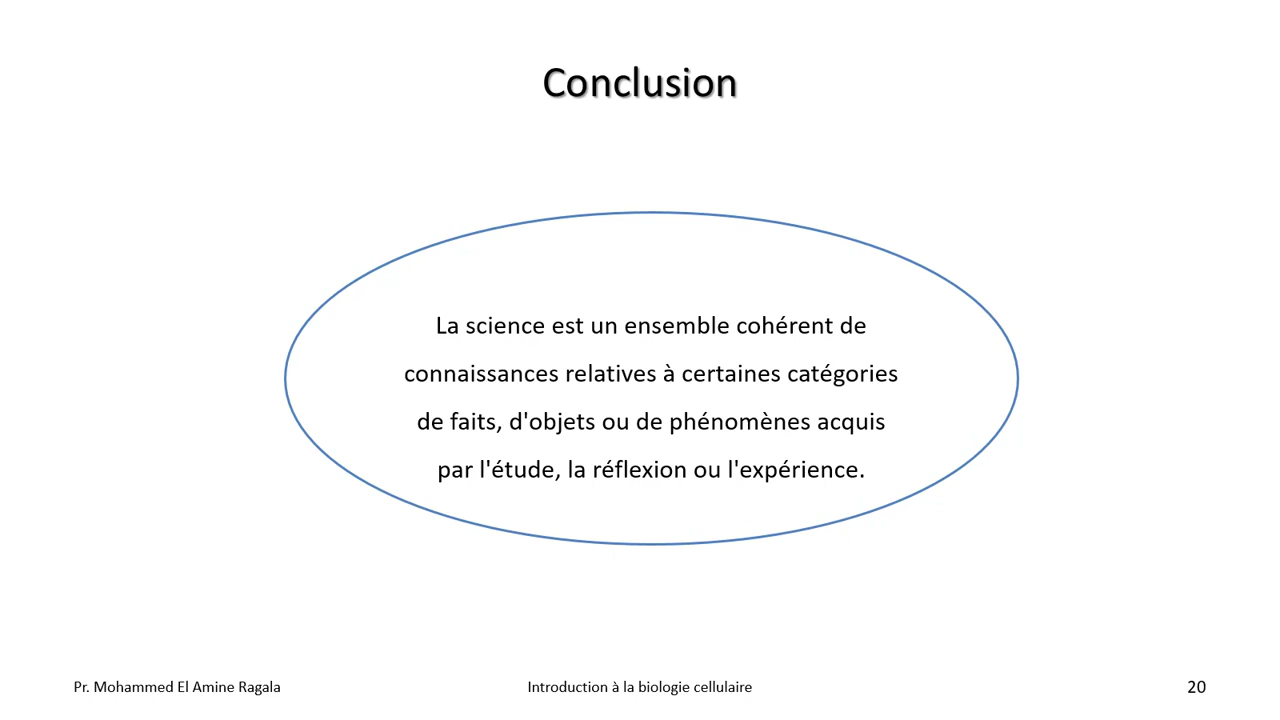 Conclusion
La science est un ensemble cohérent de
connaissances relatives à certaines catégories
de faits, d'objets ou de phénomènes acquis
par l'étude, la réflexion ou l'expérience.
Pr. Mohammed El Amine Ragala
Introduction à la biologie cellulaire
20